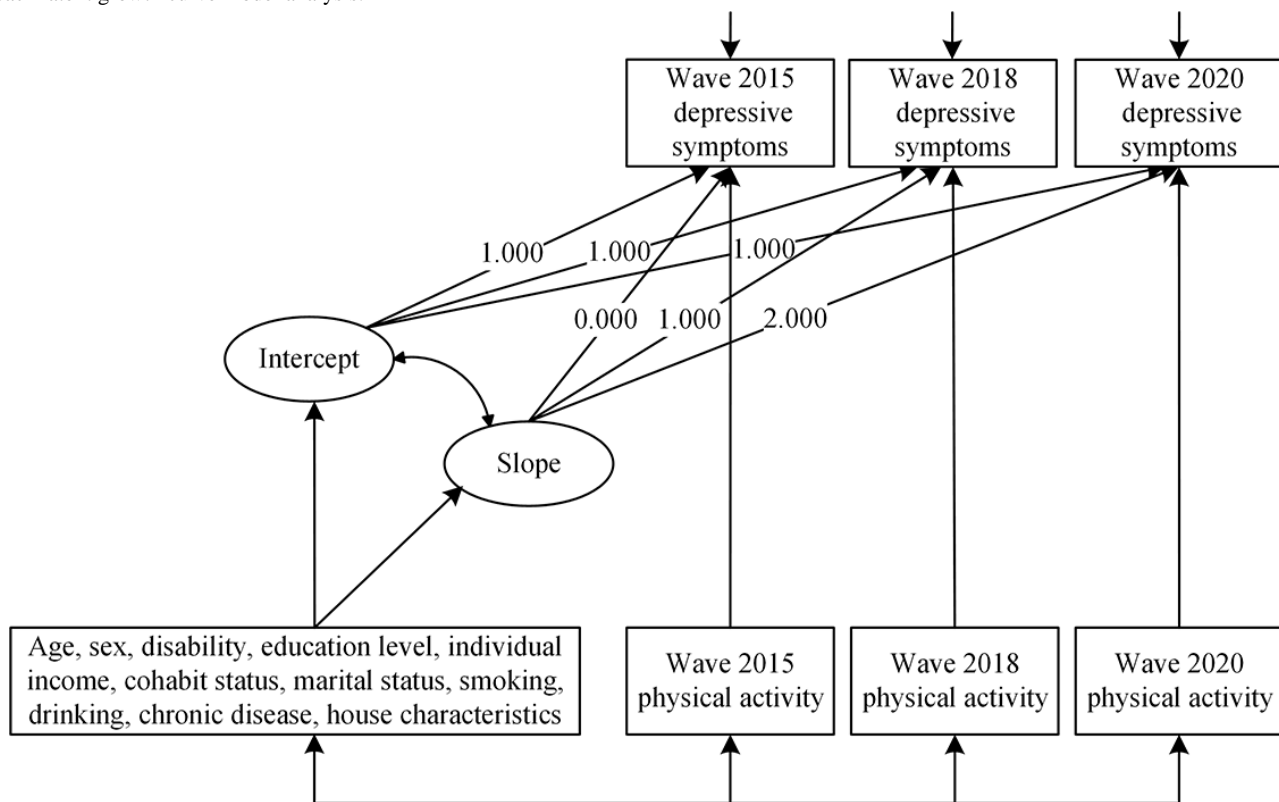 Wave 2015
depressive
symptoms
Wave 2018
depressive
symptoms
Wave 2020
depressive
symptoms
1.000
1.000
1.000
0.000
1.000
2.000
Intercept
Slope
Age, sex, disability, education level, individual
income, cohabit status, marital status, smoking,
drinking, chronic disease, house characteristics
Wave 2015
physical activity
Wave 2018
physical activity
Wave 2020
physical activity